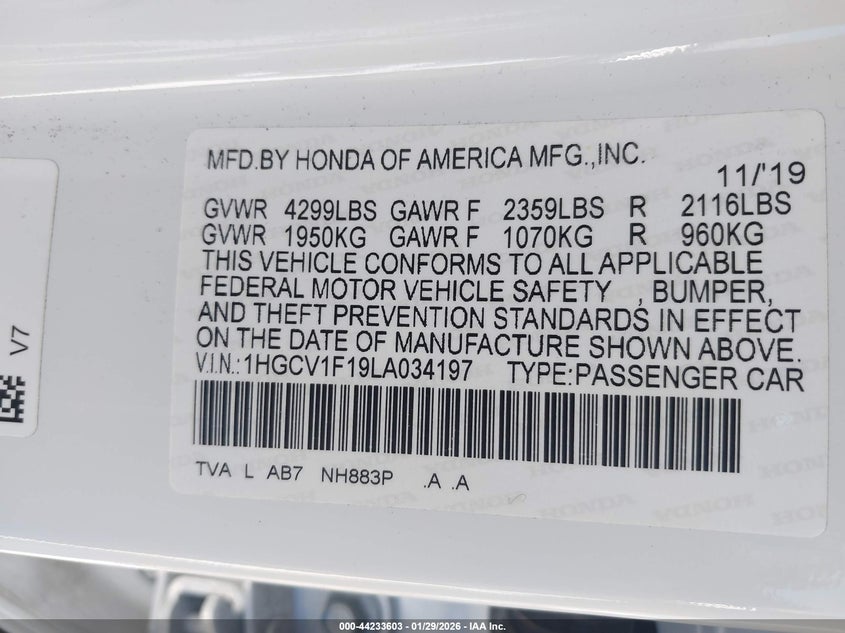 MFD.BY HONDA OF AMERICA MFG.,INC.
11/'19
GVWR 4299LBS GAWR F 2359LBS R 2116LBS
GVWR 1950KG GAWR F 1070KG R 960KG
THIS VEHICLE CONFORMS TO ALL APPLICABLE
FEDERAL MOTOR VEHICLE SAFETY , BUMPER,
AND THEFT PREVENTION STANDARDS IN EFFECT
ON THE DATE OF MANUFACTURE SHOWN ABOVE.
V.I.N.:1HGCV1F19LA034197 TYPE:PASSENGER CAR
TVA L AB7 NH883P .A .A
V7
000-44233603 - 01/29/2026 - IAA Inc.